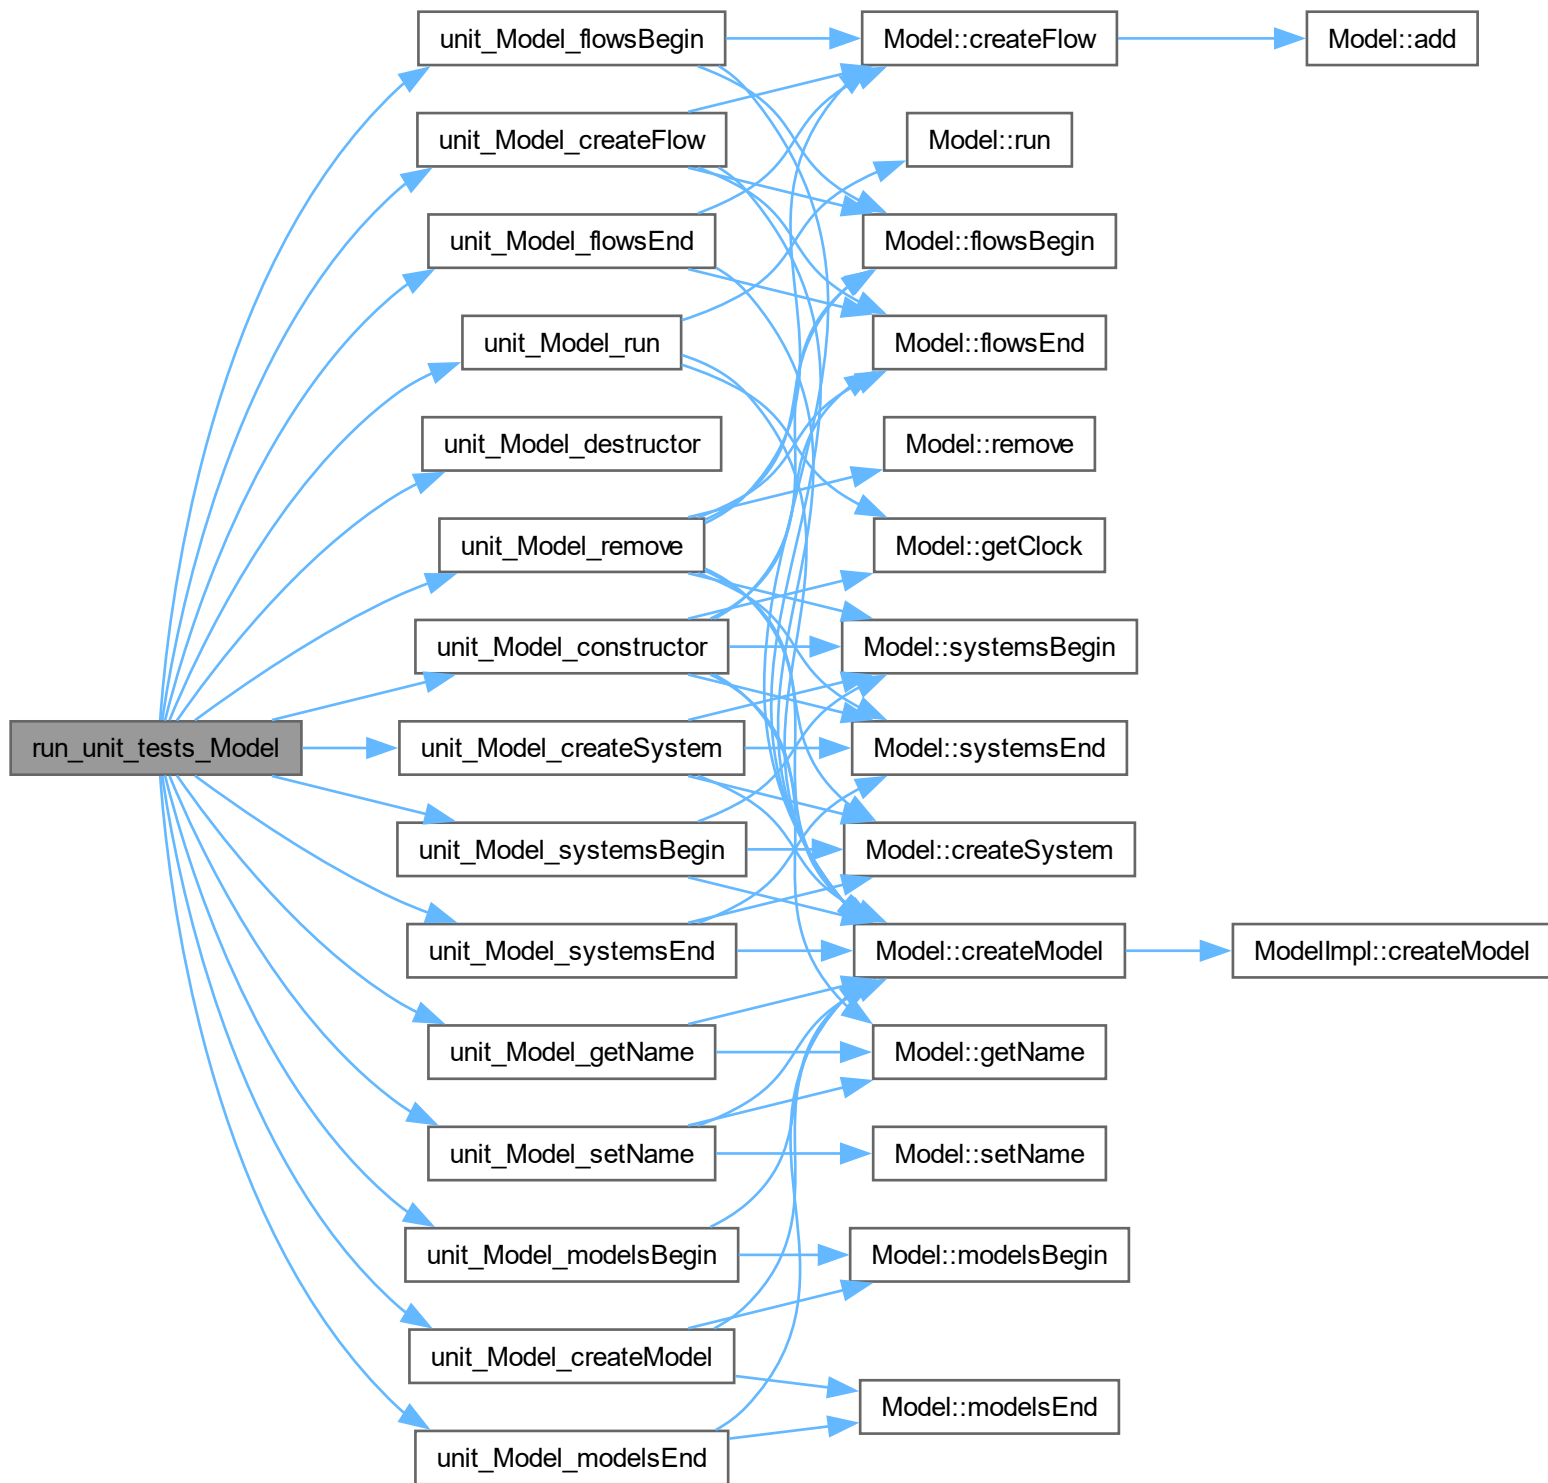 run_unit_tests_Model
unit_Model_flowsBegin
unit_Model_createFlow
unit_Model_flowsEnd
unit_Model_run
unit_Model_destructor
unit_Model_remove
unit_Model_constructor
unit_Model_createSystem
unit_Model_systemsBegin
unit_Model_systemsEnd
unit_Model_getName
unit_Model_setName
unit_Model_modelsBegin
unit_Model_createModel
unit_Model_modelsEnd
Model::createFlow
Model::run
Model::flowsBegin
Model::flowsEnd
Model::remove
Model::getClock
Model::systemsBegin
Model::systemsEnd
Model::createSystem
Model::createModel
Model::getName
Model::setName
Model::modelsBegin
Model::modelsEnd
Model::add
ModelImpl::createModel